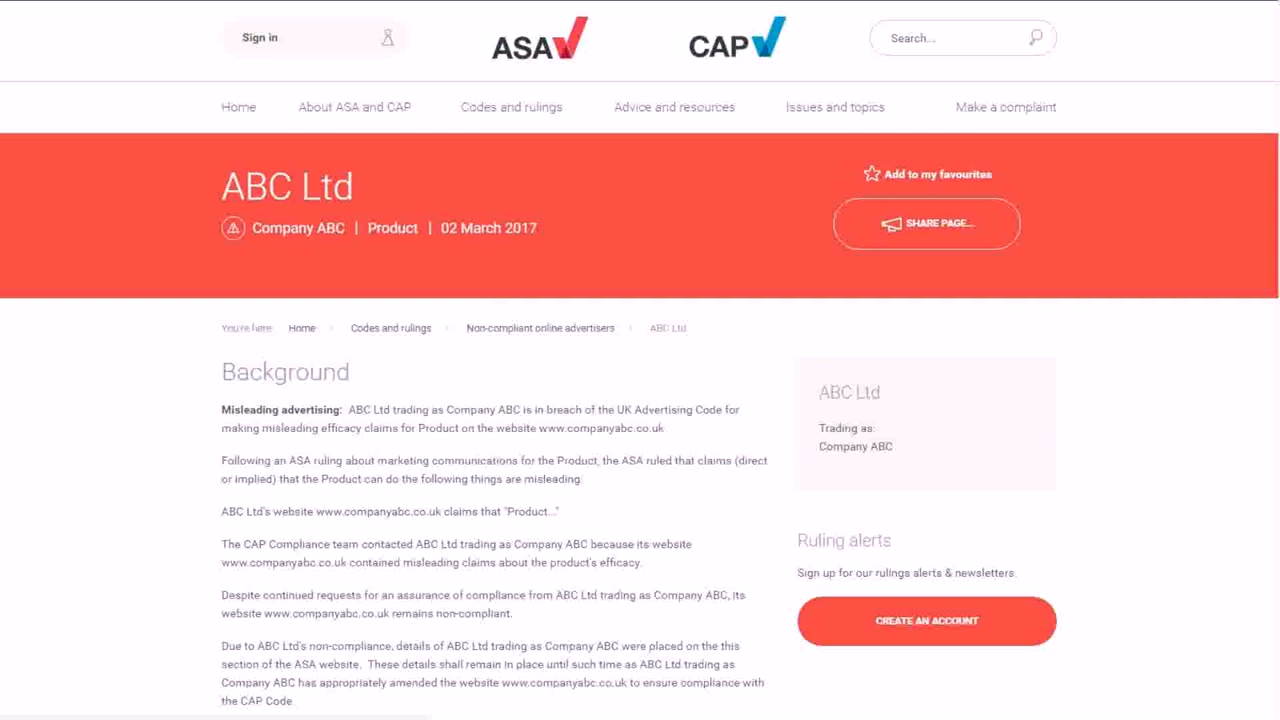 Sign in
ASA
CAP
Search...
Home
About ASA and CAP
Codes and rulings
Advice and resources
Issues and topics
Make a complaint
ABC Ltd
Company ABC | Product | 02 March 2017
Add to my favourites
SHARE PAGE...
You're here:
Home
Codes and rulings
Non-compliant online advertisers
ABC Ltd
Background
Misleading advertising: ABC Ltd trading as Company ABC is in breach of the UK Advertising Code for
making misleading efficacy claims for Product on the website www.companyabc.co.uk
Following an ASA ruling about marketing communications for the Product, the ASA ruled that claims (direct
or implied) that the Product can do the following things are misleading:
ABC Ltd's website www.companyabc.co.uk claims that "Product..."
The CAP Compliance team contacted ABC Ltd trading as Company ABC because its website
www.companyabc.co.uk contained misleading claims about the product's efficacy.
Despite continued requests for an assurance of compliance from ABC Ltd trading as Company ABC, its
website www.companyabc.co.uk remains non-compliant.
Due to ABC Ltd's non-compliance, details of ABC Ltd trading as Company ABC were placed on the this
section of the ASA website. These details shall remain in place until such time as ABC Ltd trading as
Company ABC has appropriately amended the website www.companyabc.co.uk to ensure compliance with
the CAP Code
ABC Ltd
Trading as:
Company ABC
Ruling alerts
Sign up for our rulings alerts & newsletters.
CREATE AN ACCOUNT